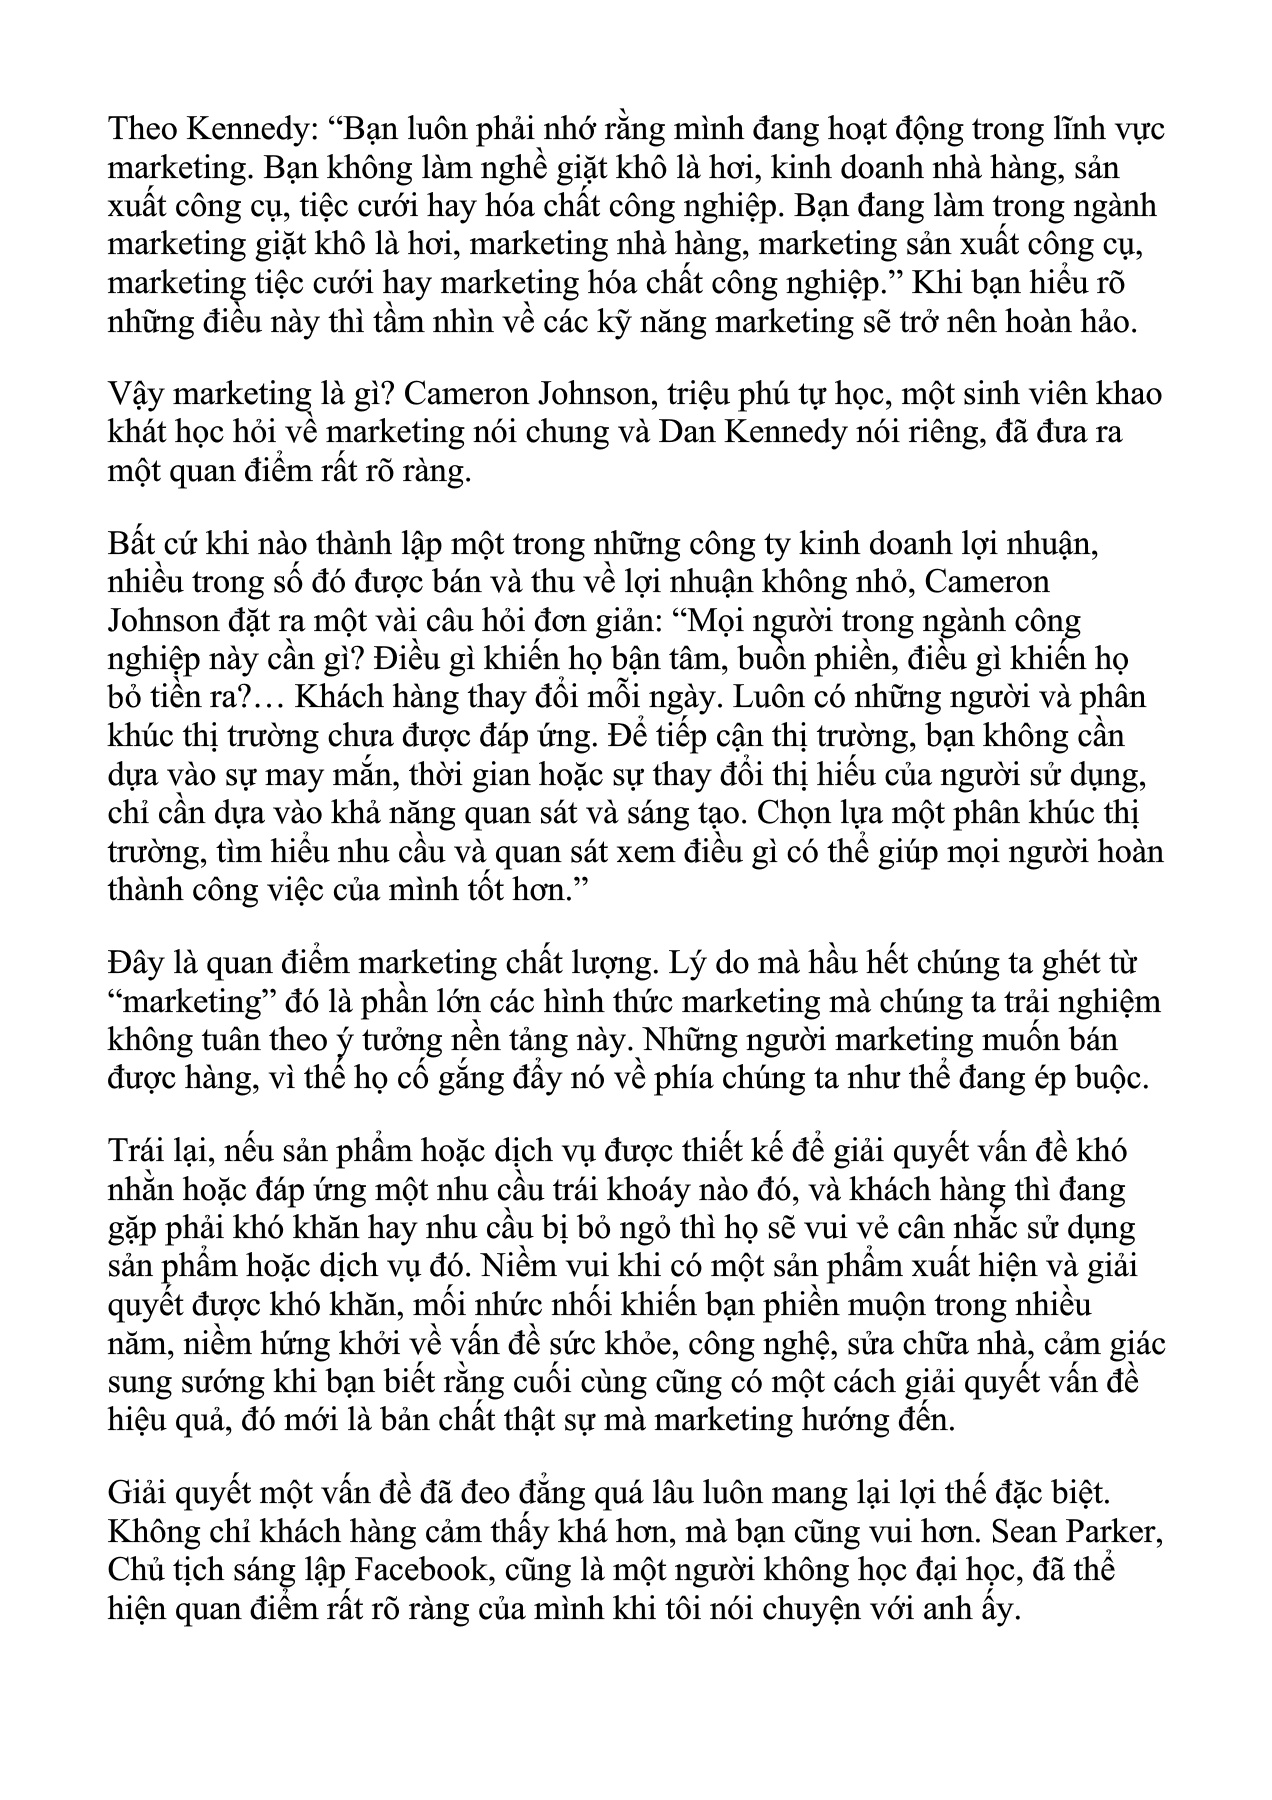 Theo Kennedy: “Bạn luôn phải nhớ rằng mình đang hoạt động trong lĩnh vực
marketing. Bạn không làm nghề giặt khô là hơi, kinh doanh nhà hàng, sản
xuất công cụ, tiệc cưới hay hóa chất công nghiệp. Bạn đang làm trong ngành
marketing giặt khô là hơi, marketing nhà hàng, marketing sản xuất công cụ,
marketing tiệc cưới hay marketing hóa chất công nghiệp.” Khi bạn hiểu rõ
những điều này thì tầm nhìn về các kỹ năng marketing sẽ trở nên hoàn hảo.
Vậy marketing là gì? Cameron Johnson, triệu phú tự học, một sinh viên khao
khát học hỏi về marketing nói chung và Dan Kennedy nói riêng, đã đưa ra
một quan điểm rất rõ ràng.
Bất cứ khi nào thành lập một trong những công ty kinh doanh lợi nhuận,
nhiều trong số đó được bán và thu về lợi nhuận không nhỏ, Cameron
Johnson đặt ra một vài câu hỏi đơn giản: “Mọi người trong ngành công
nghiệp này cần gì? Điều gì khiến họ bận tâm, buồn phiền, điều gì khiến họ
bỏ tiền ra?… Khách hàng thay đổi mỗi ngày. Luôn có những người và phân
khúc thị trường chưa được đáp ứng. Để tiếp cận thị trường, bạn không cần
dựa vào sự may mắn, thời gian hoặc sự thay đổi thị hiếu của người sử dụng,
chỉ cần dựa vào khả năng quan sát và sáng tạo. Chọn lựa một phân khúc thị
trường, tìm hiểu nhu cầu và quan sát xem điều gì có thể giúp mọi người hoàn
thành công việc của mình tốt hơn.”
Đây là quan điểm marketing chất lượng. Lý do mà hầu hết chúng ta ghét từ
“marketing” đó là phần lớn các hình thức marketing mà chúng ta trải nghiệm
không tuân theo ý tưởng nền tảng này. Những người marketing muốn bán
được hàng, vì thế họ cố gắng đẩy nó về phía chúng ta như thể đang ép buộc.
Trái lại, nếu sản phẩm hoặc dịch vụ được thiết kế để giải quyết vấn đề khó
nhằn hoặc đáp ứng một nhu cầu trái khoáy nào đó, và khách hàng thì đang
gặp phải khó khăn hay nhu cầu bị bỏ ngỏ thì họ sẽ vui vẻ cân nhắc sử dụng
sản phẩm hoặc dịch vụ đó. Niềm vui khi có một sản phẩm xuất hiện và giải
quyết được khó khăn, mối nhức nhối khiến bạn phiền muộn trong nhiều
năm, niềm hứng khởi về vấn đề sức khỏe, công nghệ, sửa chữa nhà, cảm giác
sung sướng khi bạn biết rằng cuối cùng cũng có một cách giải quyết vấn đề
hiệu quả, đó mới là bản chất thật sự mà marketing hướng đến.
Giải quyết một vấn đề đã đeo đẳng quá lâu luôn mang lại lợi thế đặc biệt.
Không chỉ khách hàng cảm thấy khá hơn, mà bạn cũng vui hơn. Sean Parker,
Chủ tịch sáng lập Facebook, cũng là một người không học đại học, đã thể
hiện quan điểm rất rõ ràng của mình khi tôi nói chuyện với anh ấy.